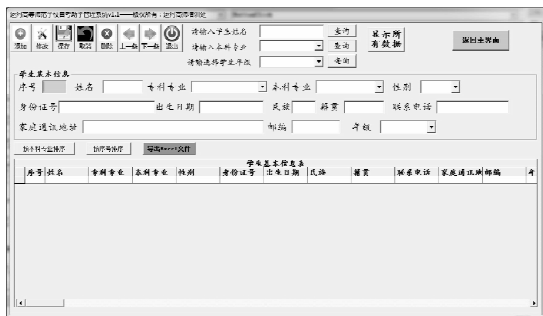 添加 修改 保存 取消 删除 上一条 下一条 退出
请输入学生姓名 查询
请输入本科专业 查询
请输选择学生年级 查询
显示所
有数据
返回主界面
学生基本信息
序号 姓名 专科专业 本科专业 性别
身份证号 出生日期 民族 籍贯 联系电话
家庭通讯地址 邮编 年级
按本科专业排序 按序号排序 导出Excel文件
学生基本信息表
序号 姓名 专科专业 本科专业 性别 身份证号 出生日期 民族 籍贯 联系电话 家庭通讯地 邮编 年